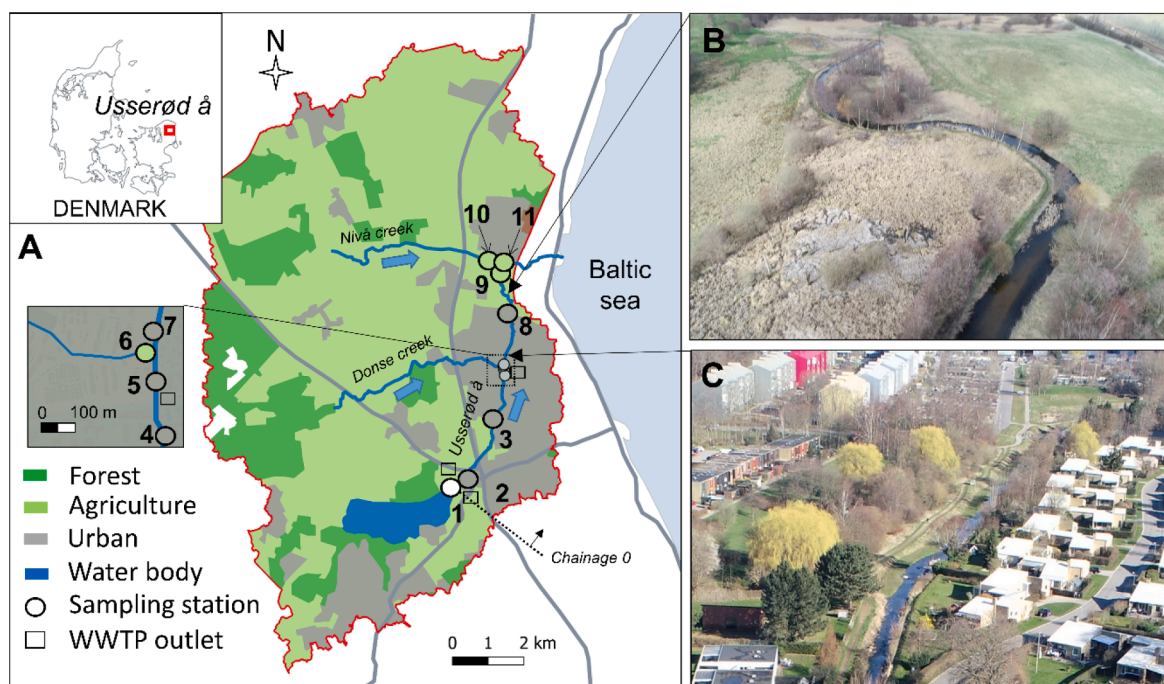 Usserød å
DENMARK
A
N
Nivå creek
10
11
9
8
Baltic
sea
Donse creek
Usserød å
3
2
1
Chainage 0
7
6
5
4
0 100 m
Forest
Agriculture
Urban
Water body
Sampling station
WWTP outlet
0 1 2 km
B
C